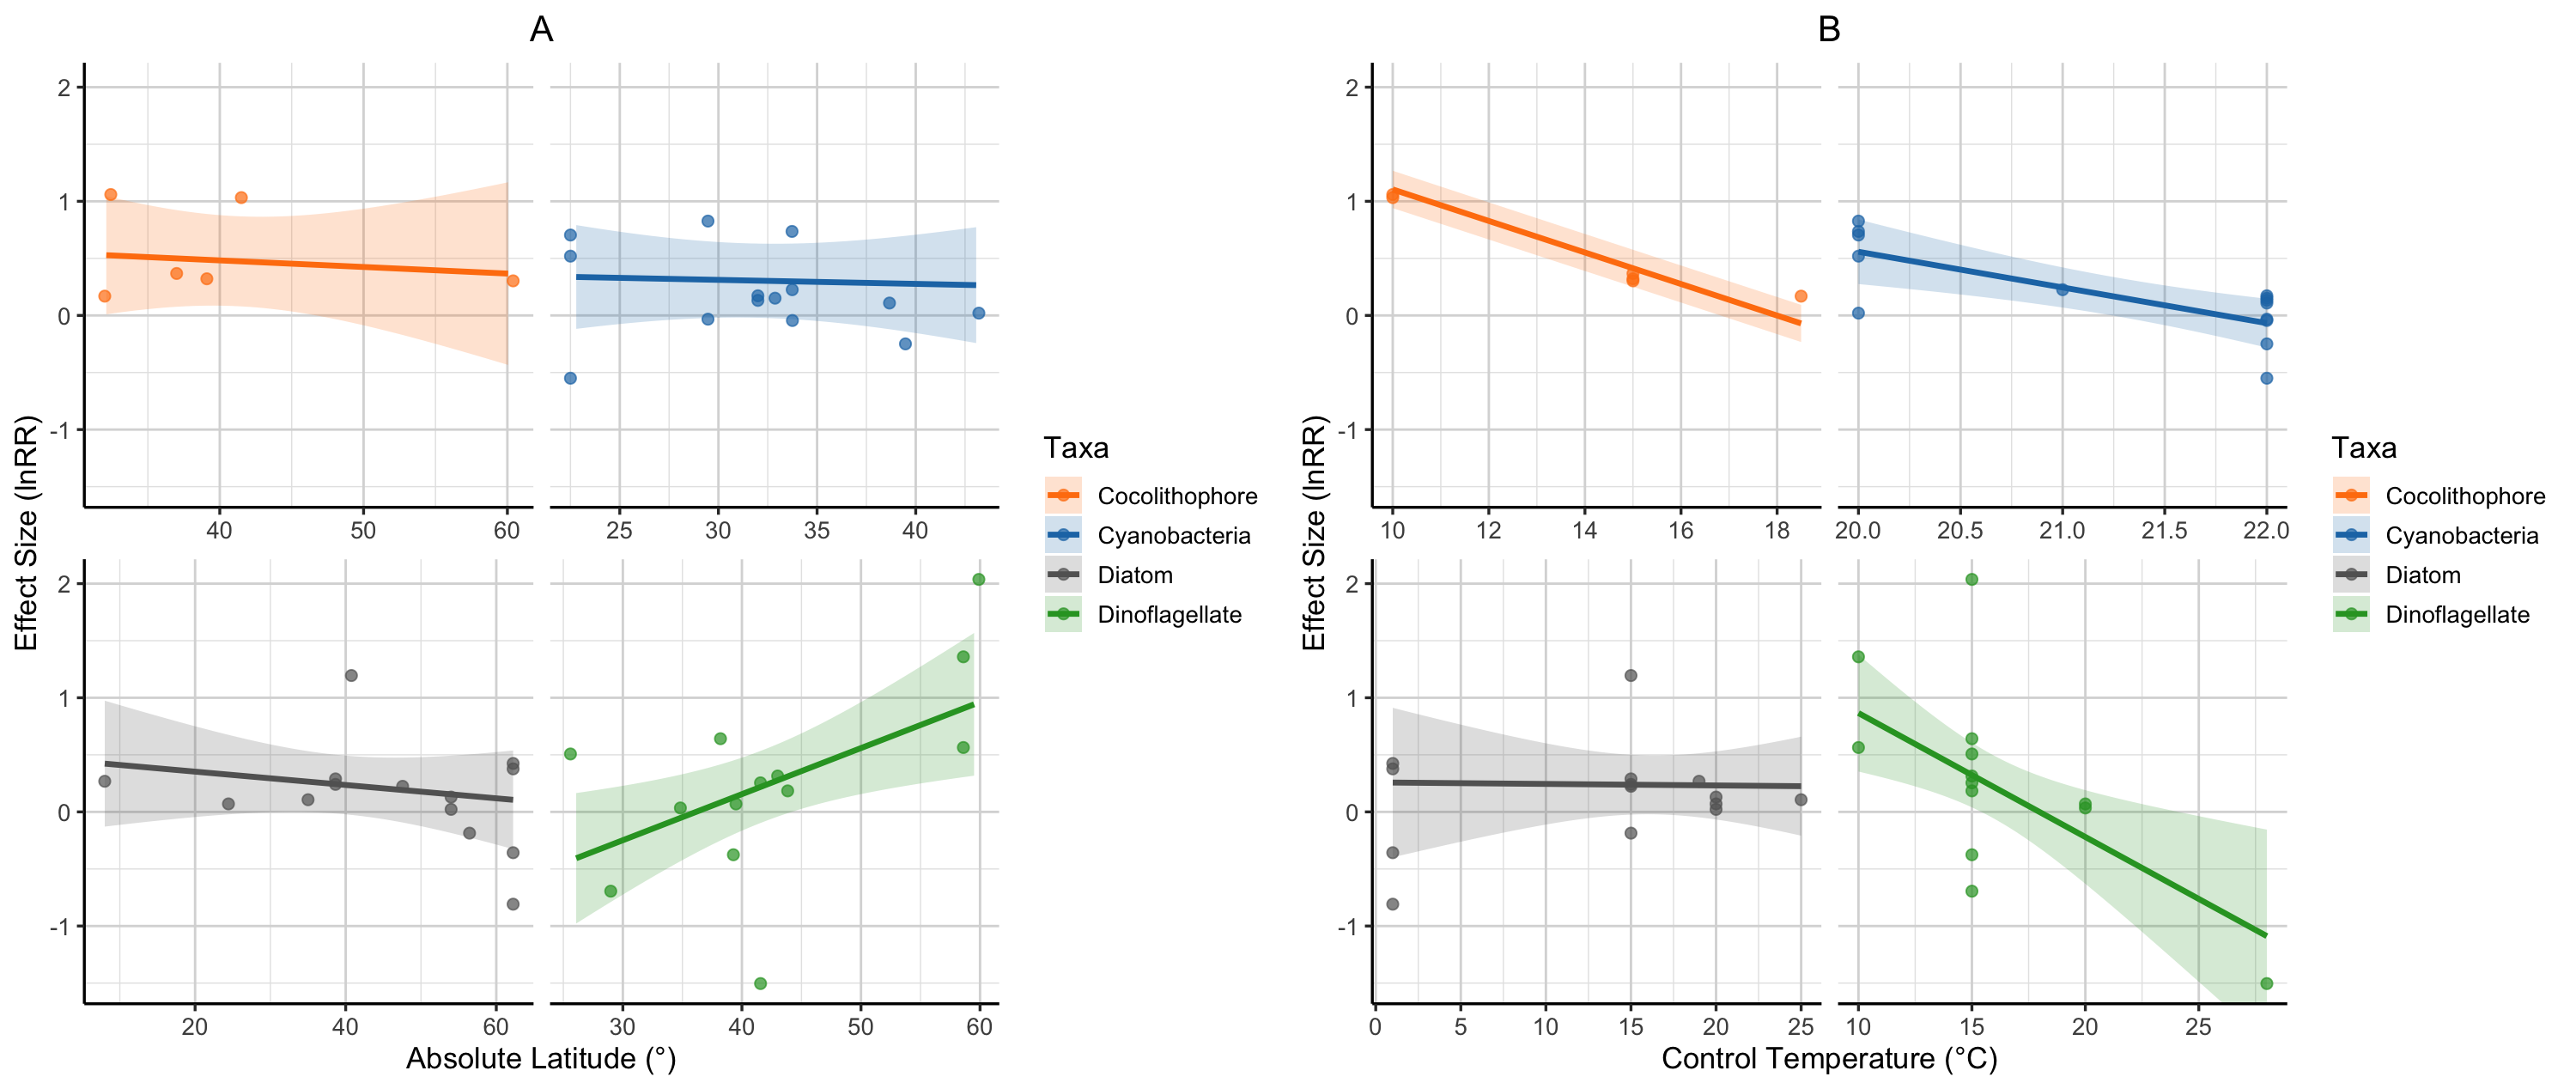 A
B
2
1
0
-1
40 50 60
25 30 35 40
2
1
0
-1
20 40 60
30 40 50 60
Effect Size (lnRR)
Absolute Latitude (°)
Taxa
Cocolithophore
Cyanobacteria
Diatom
Dinoflagellate
2
1
0
-1
10 12 14 16 18
20.0 20.5 21.0 21.5 22.0
2
1
0
-1
0 5 10 15 20 25
10 15 20 25
Effect Size (lnRR)
Control Temperature (°C)
Taxa
Cocolithophore
Cyanobacteria
Diatom
Dinoflagellate